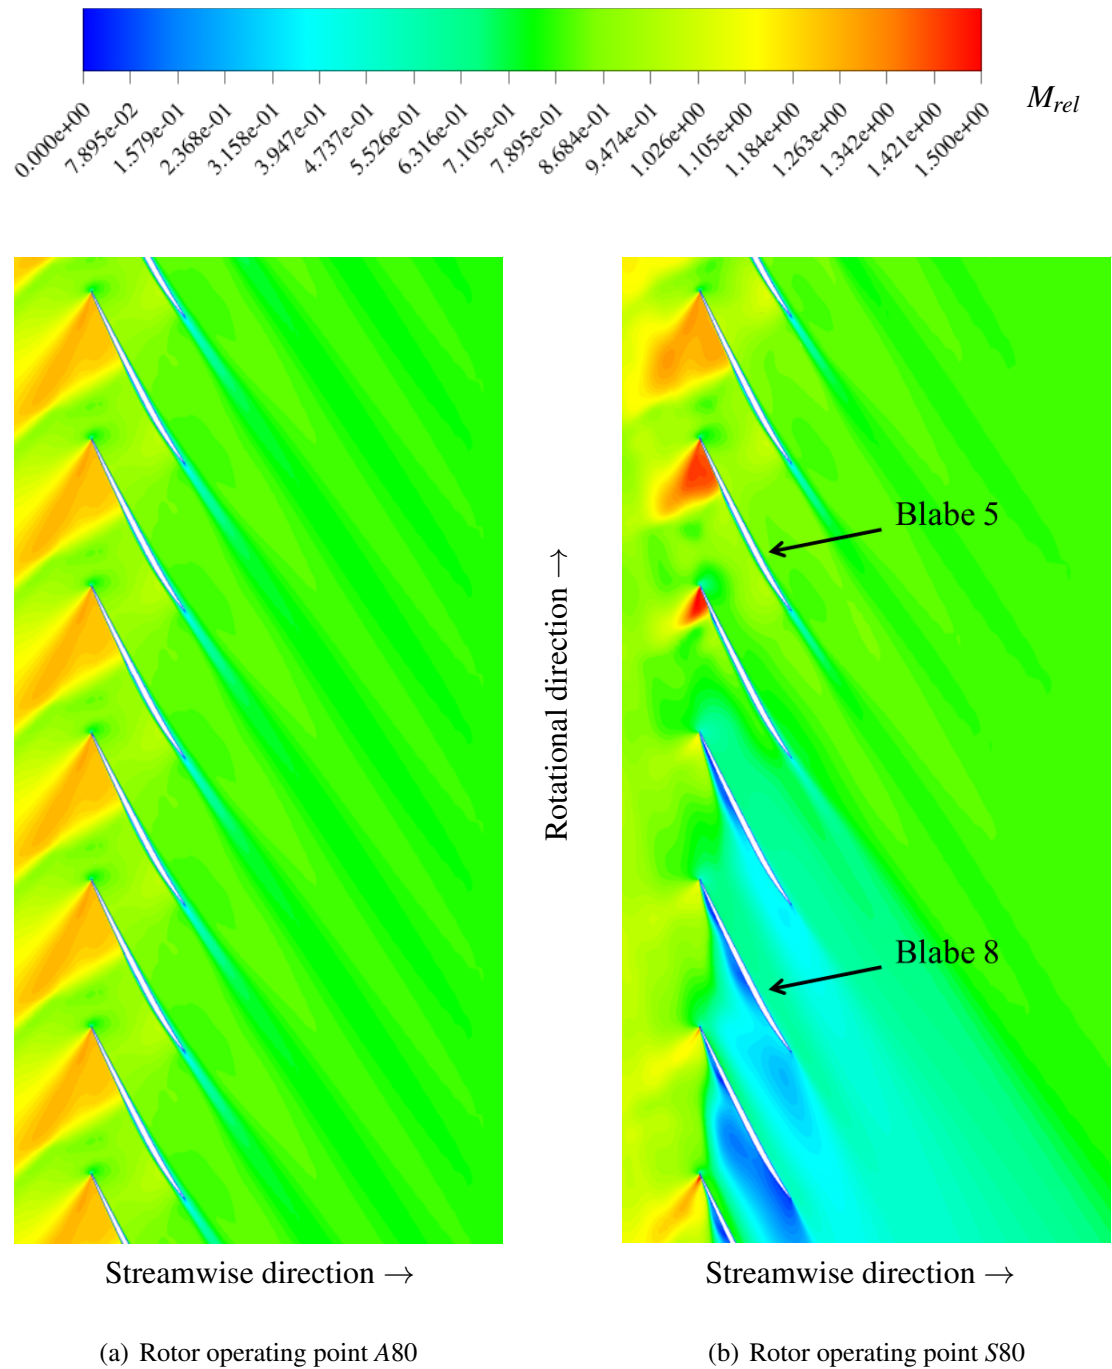 M_rel
0.000e+00
7.895e-02
1.579e-01
2.368e-01
3.158e-01
3.947e-01
4.737e-01
5.526e-01
6.316e-01
7.105e-01
7.895e-01
8.684e-01
9.474e-01
1.026e+00
1.105e+00
1.184e+00
1.263e+00
1.342e+00
1.421e+00
1.500e+00
Rotational direction →
Blabe 5
Blabe 8
Streamwise direction →
Streamwise direction →
(a) Rotor operating point A80
(b) Rotor operating point S80